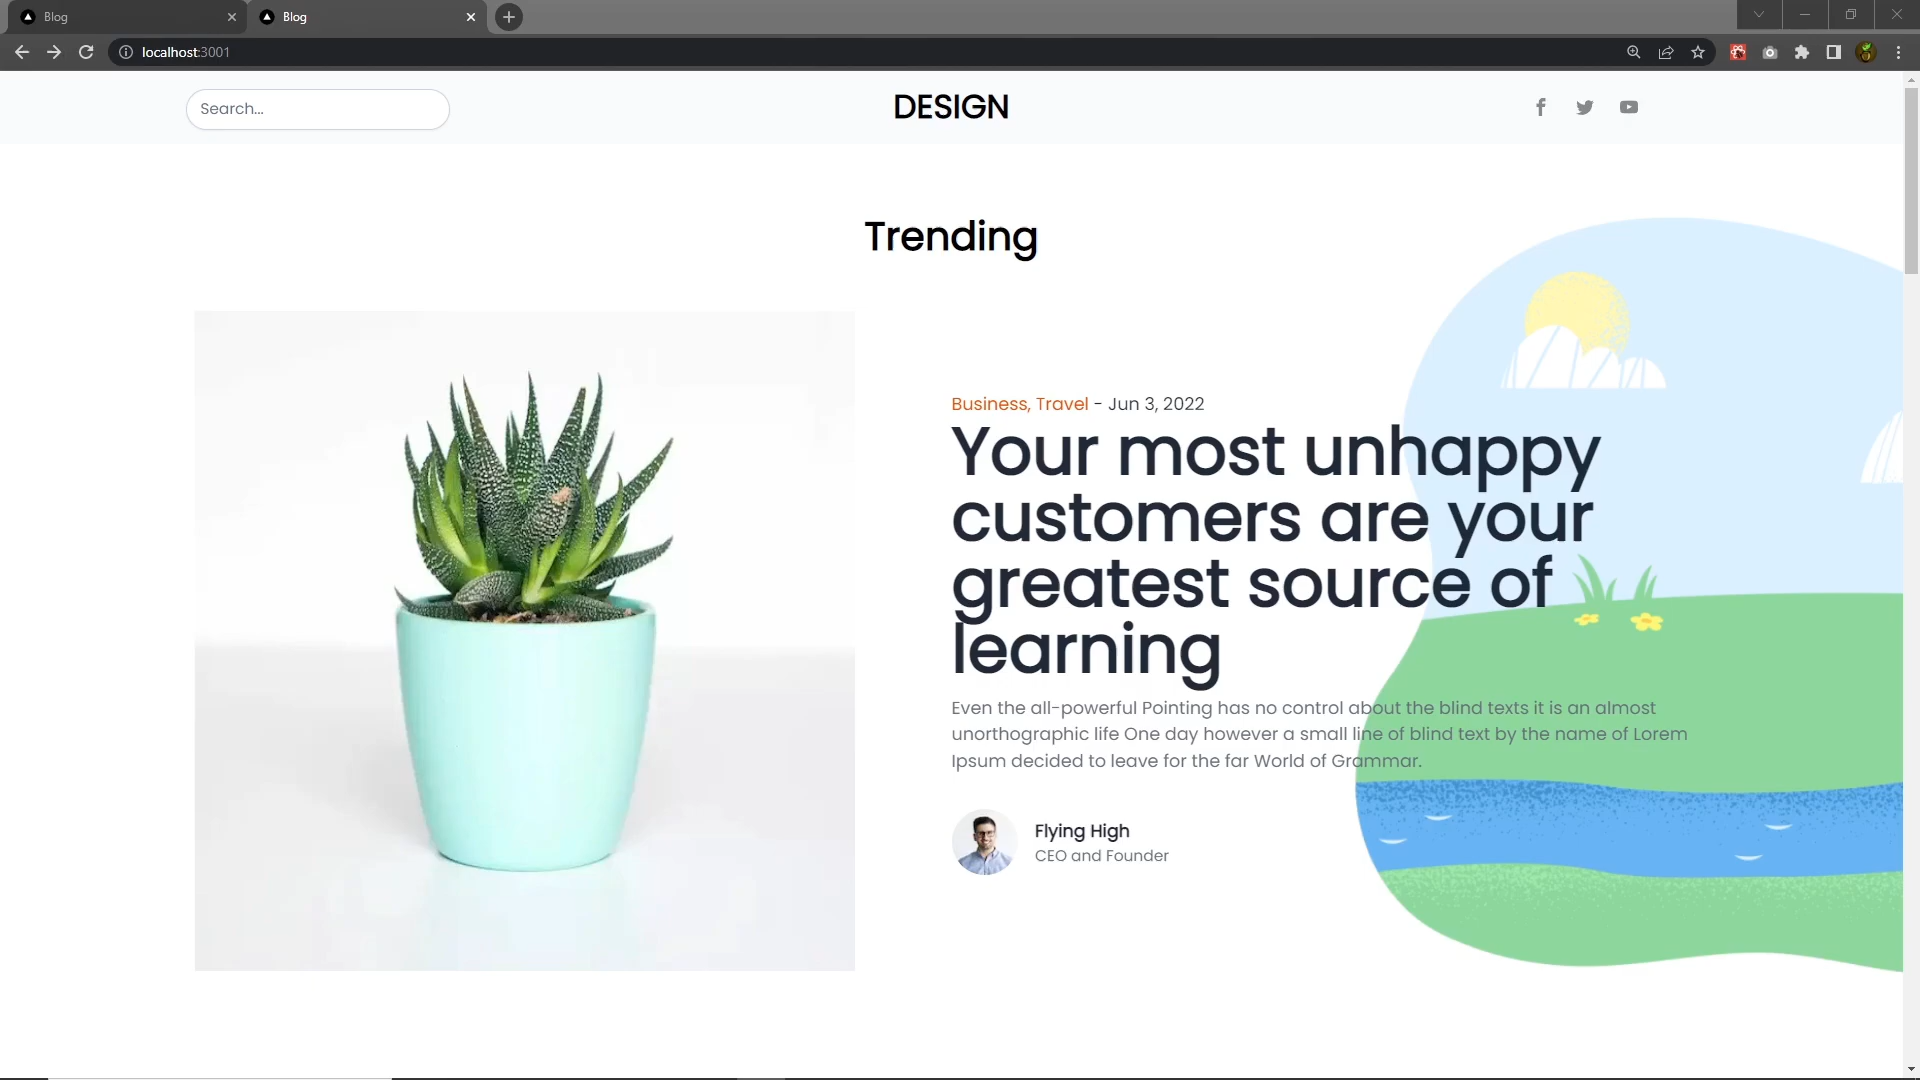 Blog
Blog
localhost:3001
Search...
DESIGN
Trending
Business, Travel - Jun 3, 2022
Your most unhappy
customers are your
greatest source of
learning
Even the all-powerful Pointing has no control about the blind texts it is an almost
unorthographic life One day however a small line of blind text by the name of Lorem
Ipsum decided to leave for the far World of Grammar.
Flying High
CEO and Founder